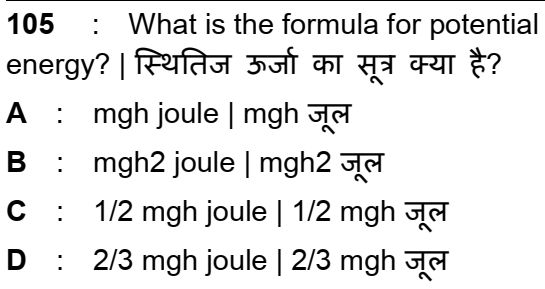 105 : What is the formula for potential
energy? | स्थितिज ऊर्जा का सूत्र क्या है?
A : mgh joule | mgh जूल
B : mgh2 joule | mgh2 जूल
C : 1/2 mgh joule | 1/2 mgh जूल
D : 2/3 mgh joule | 2/3 mgh जूल